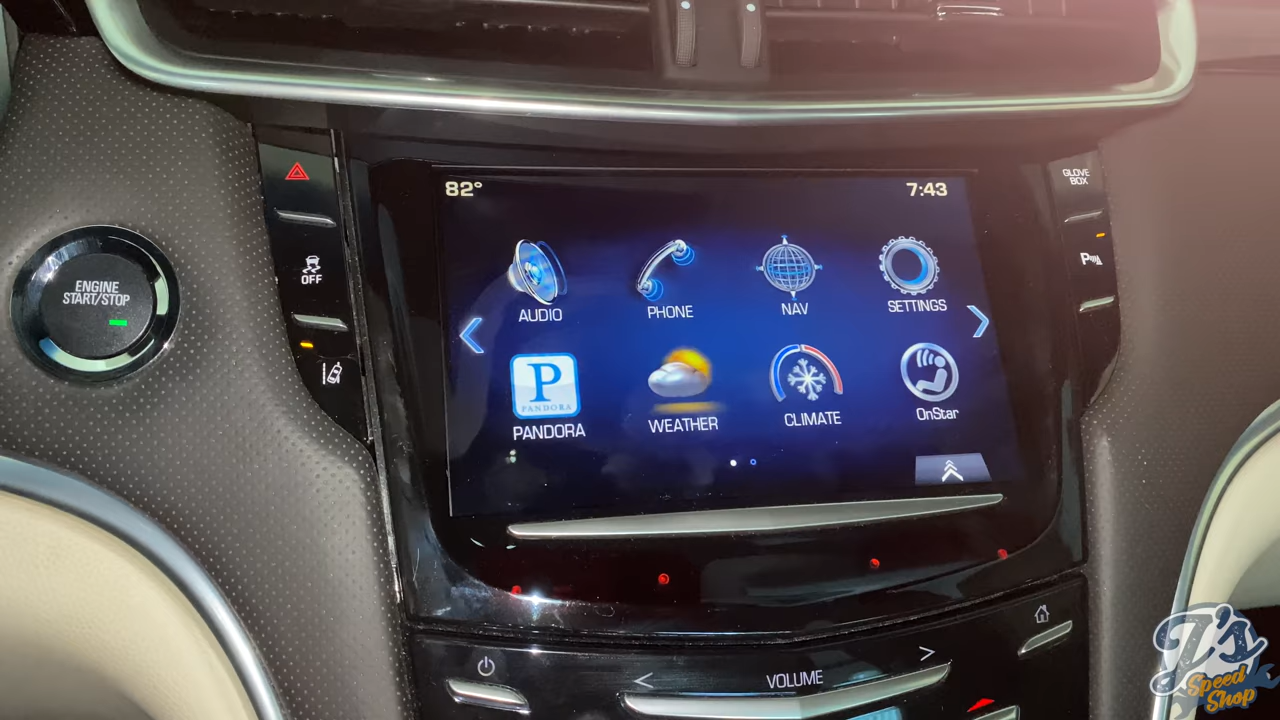 82° 7:43
GLOVE
BOX
OFF
ENGINE
START/STOP
AUDIO PHONE NAV SETTINGS
P
PANDORA
PANDORA WEATHER CLIMATE OnStar
P
VOLUME
J's
Speed
Shop